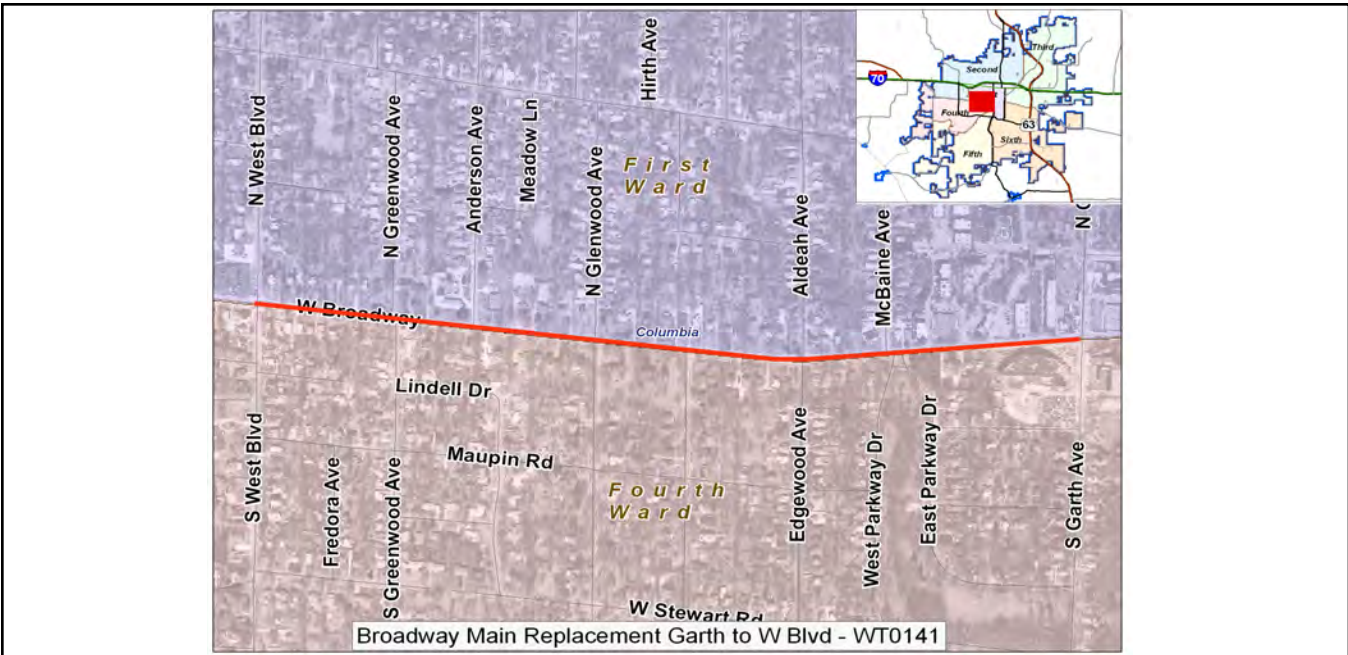 N West Blvd
N Greenwood Ave
Anderson Ave
Meadow Ln
N Glenwood Ave
Hirth Ave
First
Ward
Aldeah Ave
McBaine Ave
Third
Second
70
Fourth
63
Sixth
Fifth
W Broadway
Columbia
Lindell Dr
Maupin Rd
S West Blvd
Fredora Ave
S Greenwood Ave
Fourth
Ward
Edgewood Ave
West Parkway Dr
East Parkway Dr
S Garth Ave
W Stewart Rd
Broadway Main Replacement Garth to W Blvd - WT0141